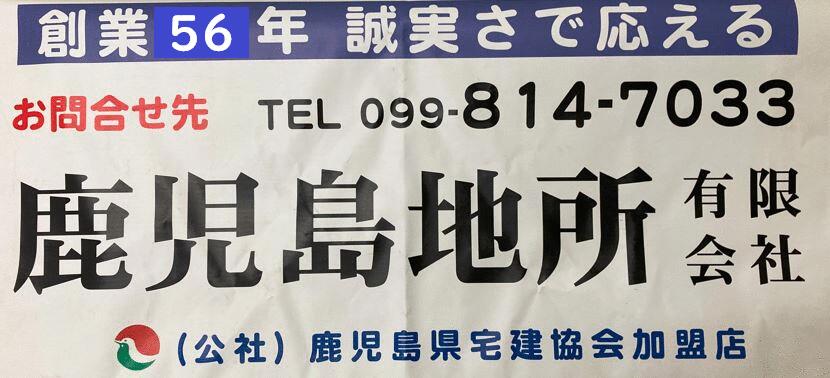 創業56年 誠実さで応える
お問合せ先 TEL 099-814-7033
鹿児島地所 有限会社
(公社) 鹿児島県宅建協会加盟店